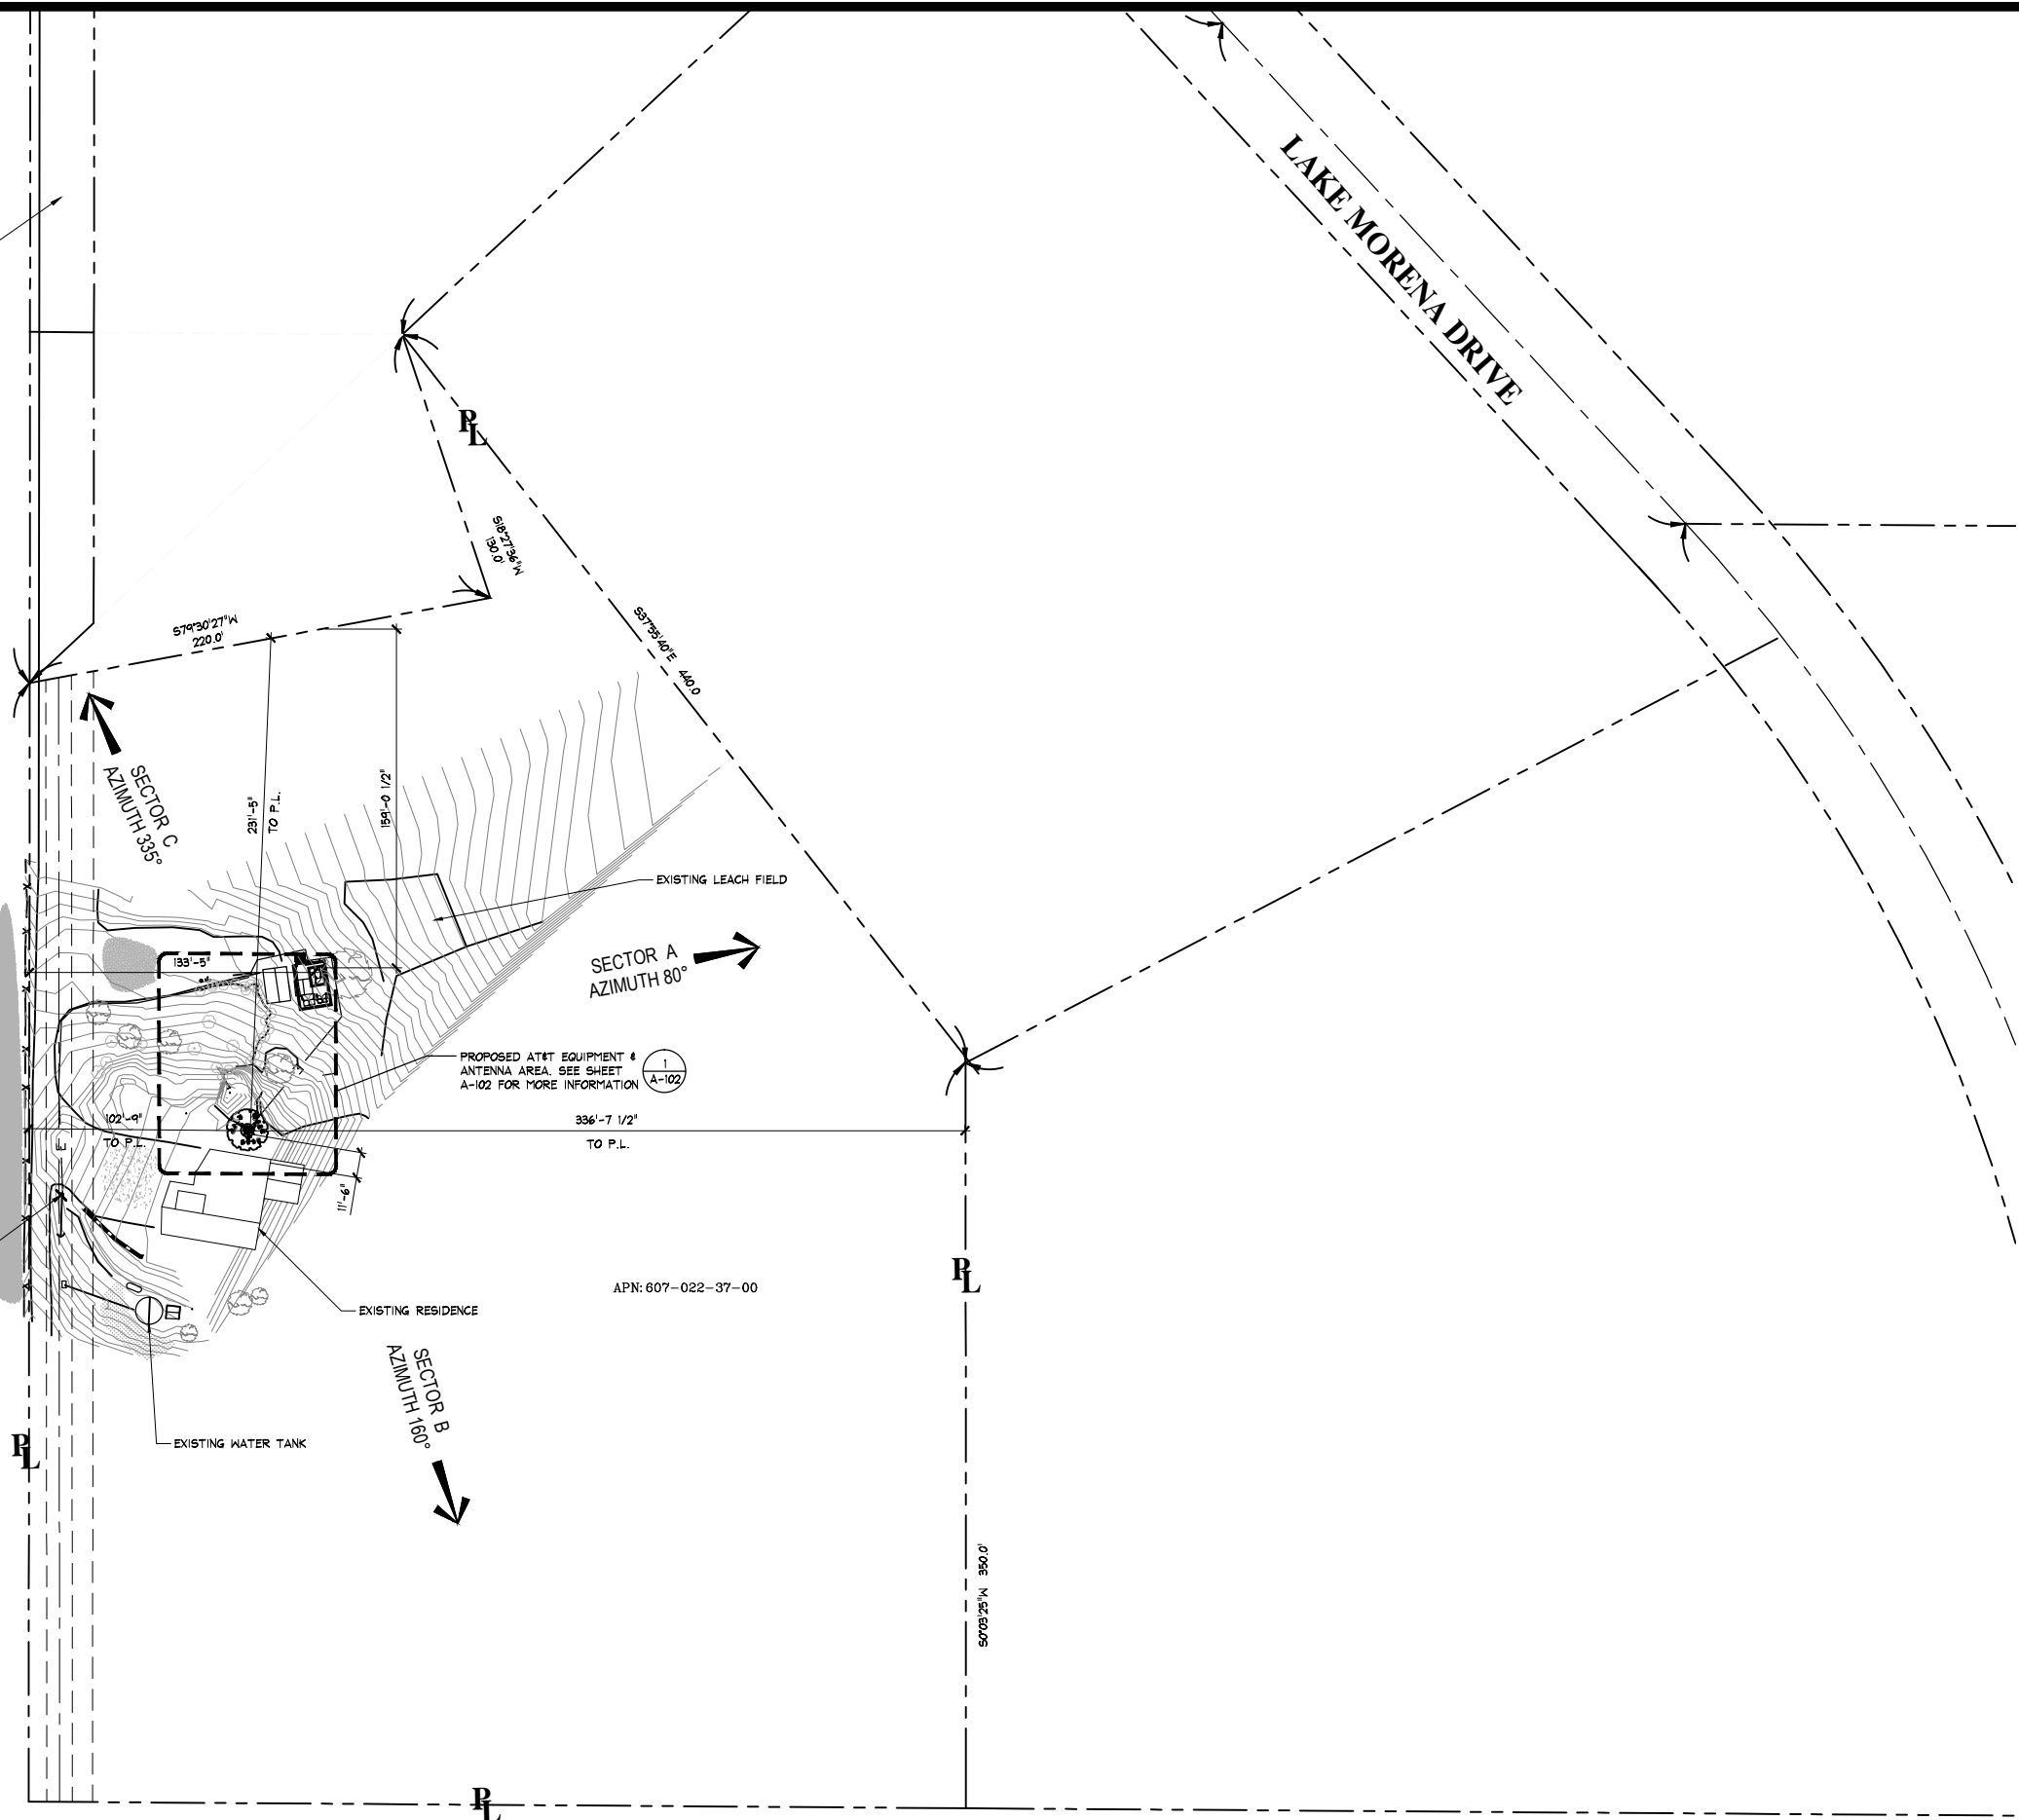 LAKE MORENA DRIVE
PL
S18°27'36"W
130.0'
S79°30'27"W
220.0'
S37°55'40"E 440.0
SECTOR C
AZIMUTH 335°
231'-5"
TO P.L.
159'-0 1/2"
EXISTING LEACH FIELD
SECTOR A
AZIMUTH 80°
133'-5"
PROPOSED AT&T EQUIPMENT &
ANTENNA AREA. SEE SHEET
A-102 FOR MORE INFORMATION
1
A-102
102'-9"
TO P.L.
336'-7 1/2"
TO P.L.
11'-6"
PL
APN: 607-022-37-00
EXISTING RESIDENCE
SECTOR B
AZIMUTH 160°
EXISTING WATER TANK
PL
S0°03'25"W 350.0'
PL